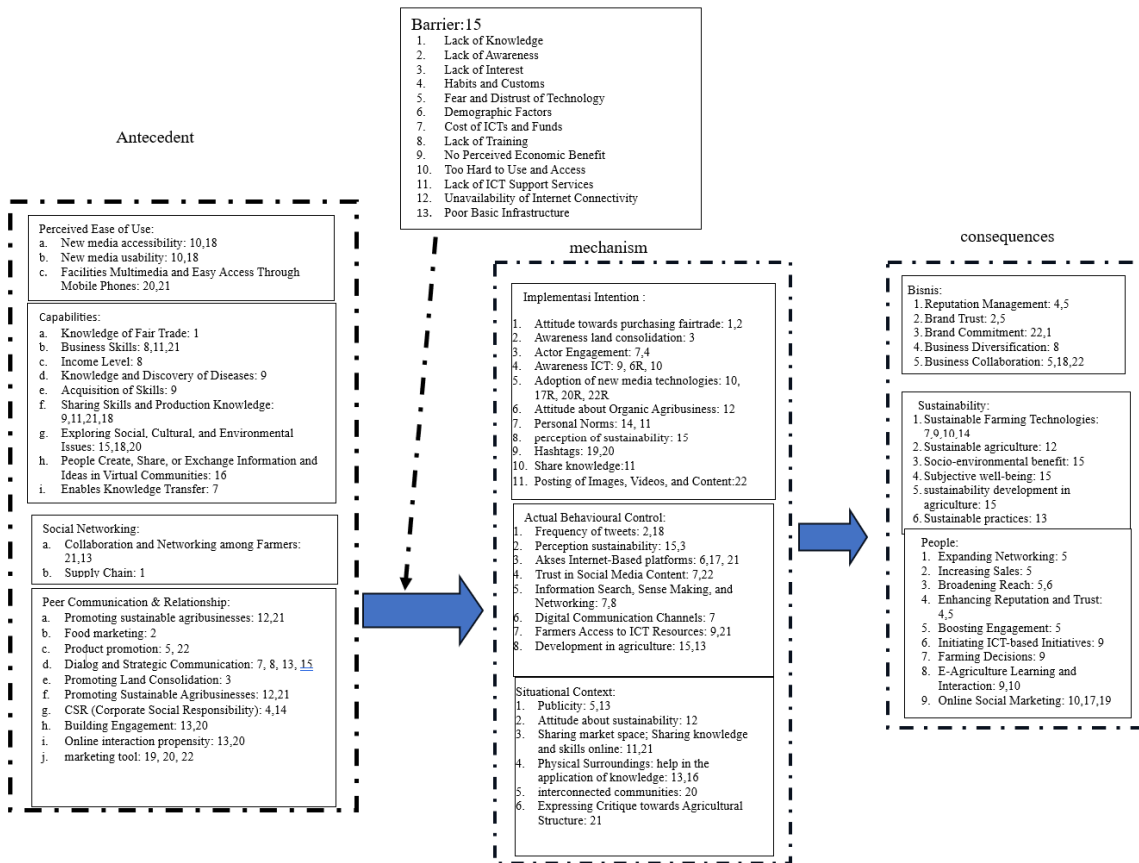 Barrier:15
1. Lack of Knowledge
2. Lack of Awareness
3. Lack of Interest
4. Habits and Customs
5. Fear and Distrust of Technology
6. Demographic Factors
7. Cost of ICTs and Funds
8. Lack of Training
9. No Perceived Economic Benefit
10. Too Hard to Use and Access
11. Lack of ICT Support Services
12. Unavailability of Internet Connectivity
13. Poor Basic Infrastructure
Antecedent
Perceived Ease of Use:
a. New media accessibility: 10,18
b. New media usability: 10,18
c. Facilities Multimedia and Easy Access Through
Mobile Phones: 20,21
Capabilities:
a. Knowledge of Fair Trade: 1
b. Business Skills: 8,11,21
c. Income Level: 8
d. Knowledge and Discovery of Diseases: 9
e. Acquisition of Skills: 9
f. Sharing Skills and Production Knowledge:
9,11,21,18
g. Exploring Social, Cultural, and Environmental
Issues: 15,18,20
h. People Create, Share, or Exchange Information and
Ideas in Virtual Communities: 16
i. Enables Knowledge Transfer: 7
Social Networking:
a. Collaboration and Networking among Farmers:
21,13
b. Supply Chain: 1
Peer Communication & Relationship:
a. Promoting sustainable agribusinesses: 12,21
b. Food marketing: 2
c. Product promotion: 5, 22
d. Dialog and Strategic Communication: 7, 8, 13, 15
e. Promoting Land Consolidation: 3
f. Promoting Sustainable Agribusinesses: 12,21
g. CSR (Corporate Social Responsibility): 4,14
h. Building Engagement: 13,20
i. Online interaction propensity: 13,20
j. marketing tool: 19, 20, 22
mechanism
Implementasi Intention :
1. Attitude towards purchasing fairtrade: 1,2
2. Awareness land consolidation: 3
3. Actor Engagement: 7,4
4. Awareness ICT: 9, 6R, 10
5. Adoption of new media technologies: 10,
17R, 20R, 22R
6. Attitude about Organic Agribusiness: 12
7. Personal Norms: 14, 11
8. perception of sustainability: 15
9. Hashtags: 19,20
10. Share knowledge:11
11. Posting of Images, Videos, and Content:22
Actual Behavioural Control:
1. Frequency of tweets: 2,18
2. Perception sustainability: 15,3
3. Akses Internet-Based platforms: 6,17, 21
4. Trust in Social Media Content: 7,22
5. Information Search, Sense Making, and
Networking: 7,8
6. Digital Communication Channels: 7
7. Farmers Access to ICT Resources: 9,21
8. Development in agriculture: 15,13
Situational Context:
1. Publicity: 5,13
2. Attitude about sustainability: 12
3. Sharing market space; Sharing knowledge
and skills online: 11,21
4. Physical Surroundings: help in the
application of knowledge: 13,16
5. interconnected communities: 20
6. Expressing Critique towards Agricultural
Structure: 21
consequences
Bisnis:
1. Reputation Management: 4,5
2. Brand Trust: 2,5
3. Brand Commitment: 22,1
4. Business Diversification: 8
5. Business Collaboration: 5,18,22
Sustainability:
1. Sustainable Farming Technologies:
7,9,10,14
2. Sustainable agriculture: 12
3. Socio-environmental benefit: 15
4. Subjective well-being: 15
5. sustainability development in
agriculture: 15
6. Sustainable practices: 13
People:
1. Expanding Networking: 5
2. Increasing Sales: 5
3. Broadening Reach: 5,6
4. Enhancing Reputation and Trust:
4,5
5. Boosting Engagement: 5
6. Initiating ICT-based Initiatives: 9
7. Farming Decisions: 9
8. E-Agriculture Learning and
Interaction: 9,10
9. Online Social Marketing: 10,17,19